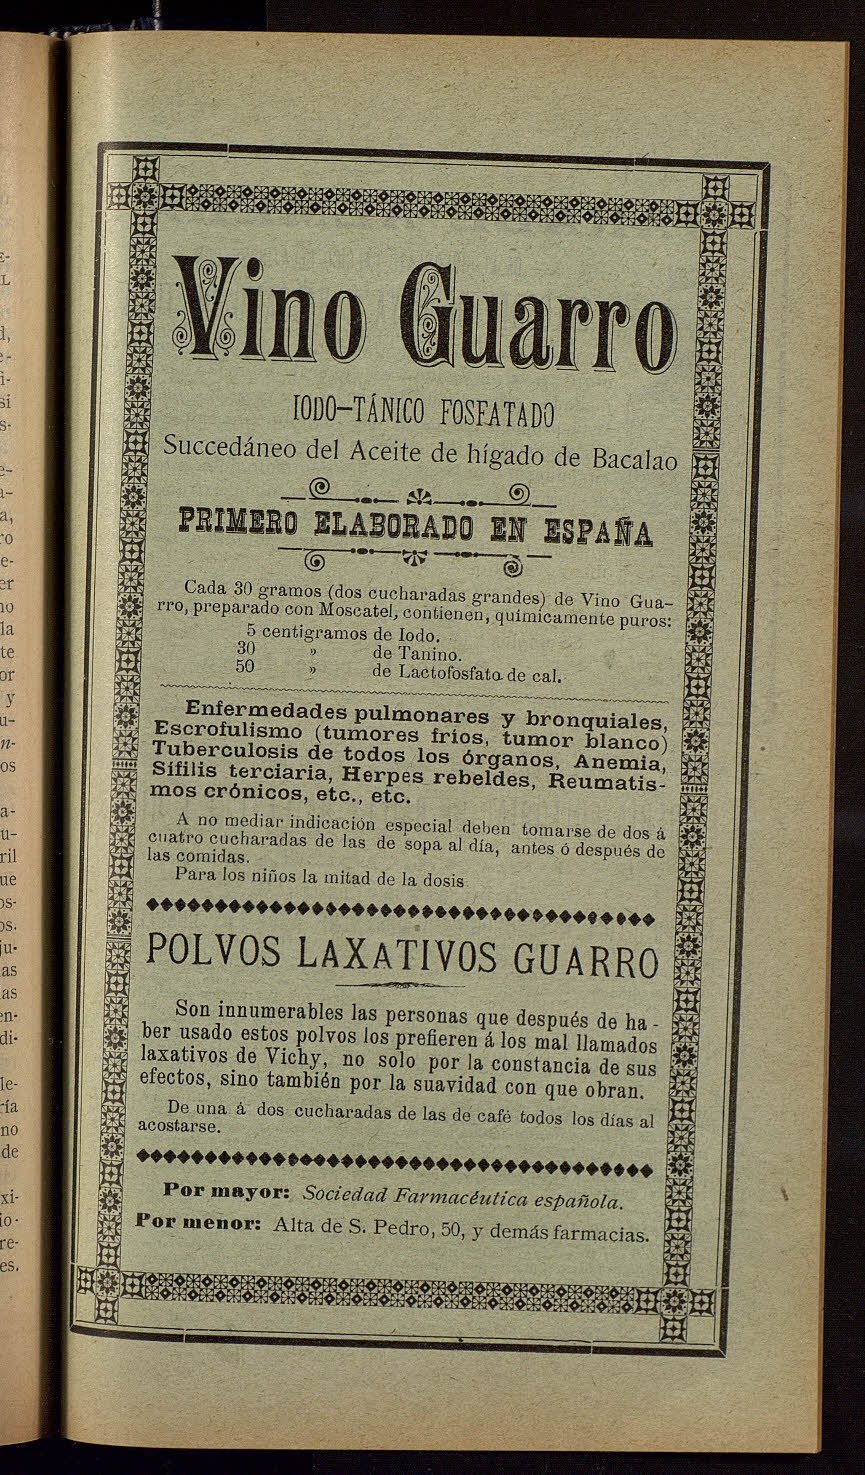 Vino Guarro
IODO-TÁNICO FOSFATADO
Succedáneo del Aceite de hígado de Bacalao
PRIMERO ELABORADO EN ESPAÑA
Cada 30 gramos (dos cucharadas grandes) de Vino Gua-
rro, preparado con Moscatel, contienen, químicamente puros:
5 centigramos de Iodo.
30 » de Tanino.
50 » de Lactofosfato de cal.
Enfermedades pulmonares y bronquiales,
Escrofulismo (tumores fríos, tumor blanco)
Tuberculosis de todos los órganos, Anemia,
Sífilis terciaria, Herpes rebeldes, Reumatis-
mos crónicos, etc., etc.
A no mediar indicación especial deben tomarse de dos á
cuatro cucharadas de las de sopa al día, antes ó después de
las comidas.
Para los niños la mitad de la dosis
POLVOS LAXATIVOS GUARRO
Son innumerables las personas que después de ha-
ber usado estos polvos los prefieren á los mal llamados
laxativos de Vichy, no solo por la constancia de sus
efectos, sino también por la suavidad con que obran.
De una á dos cucharadas de las de café todos los días al
acostarse.
Por mayor: Sociedad Farmacéutica española.
Por menor: Alta de S. Pedro, 50, y demás farmacias.